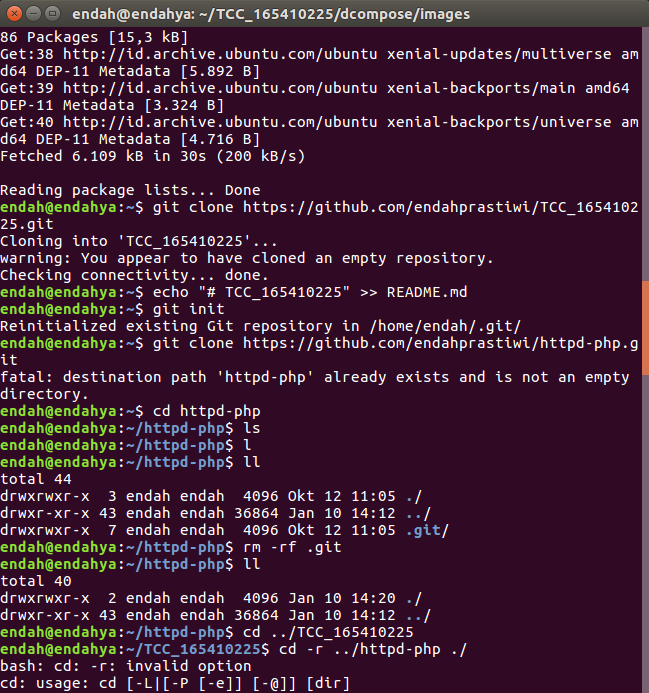 endah@endahya: ~/TCC_165410225/dcompose/images
86 Packages [15,3 kB]
Get:38 http://id.archive.ubuntu.com/ubuntu xenial-updates/multiverse am
d64 DEP-11 Metadata [5.892 B]
Get:39 http://id.archive.ubuntu.com/ubuntu xenial-backports/main amd64
DEP-11 Metadata [3.324 B]
Get:40 http://id.archive.ubuntu.com/ubuntu xenial-backports/universe am
d64 DEP-11 Metadata [4.716 B]
Fetched 6.109 kB in 30s (200 kB/s)
Reading package lists... Done
endah@endahya:~$ git clone https://github.com/endahprastiwi/TCC_1654102
25.git
Cloning into 'TCC_165410225'...
warning: You appear to have cloned an empty repository.
Checking connectivity... done.
endah@endahya:~$ echo "# TCC_165410225" >> README.md
endah@endahya:~$ git init
Reinitialized existing Git repository in /home/endah/.git/
endah@endahya:~$ git clone https://github.com/endahprastiwi/httpd-php.g
it
fatal: destination path 'httpd-php' already exists and is not an empty
directory.
endah@endahya:~$ cd httpd-php
endah@endahya:~/httpd-php$ ls
endah@endahya:~/httpd-php$ l
endah@endahya:~/httpd-php$ ll
total 44
drwxrwxr-x  3 endah endah  4096 Okt 12 11:05 ./
drwxr-xr-x 43 endah endah 36864 Jan 10 14:12 ../
drwxrwxr-x  7 endah endah  4096 Okt 12 11:05 .git/
endah@endahya:~/httpd-php$ rm -rf .git
endah@endahya:~/httpd-php$ ll
total 40
drwxrwxr-x  2 endah endah  4096 Jan 10 14:20 ./
drwxr-xr-x 43 endah endah 36864 Jan 10 14:12 ../
endah@endahya:~/httpd-php$ cd ../TCC_165410225
endah@endahya:~/TCC_165410225$ cd -r ../httpd-php ./
bash: cd: -r: invalid option
cd: usage: cd [-L|[-P [-e]] [-@]] [dir]